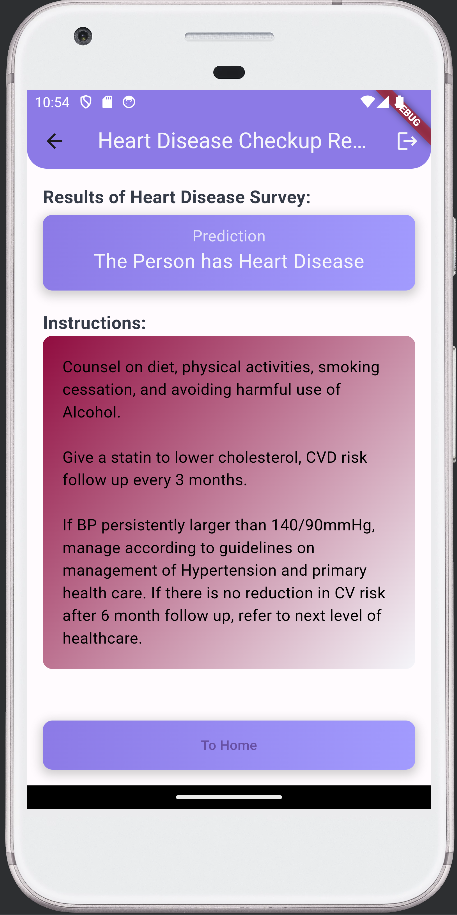 10:54
DEBUG
Heart Disease Checkup Re...
Results of Heart Disease Survey:
Prediction
The Person has Heart Disease
Instructions:
Counsel on diet, physical activities, smoking
cessation, and avoiding harmful use of
Alcohol.
Give a statin to lower cholesterol, CVD risk
follow up every 3 months.
If BP persistently larger than 140/90mmHg,
manage according to guidelines on
management of Hypertension and primary
health care. If there is no reduction in CV risk
after 6 month follow up, refer to next level of
healthcare.
To Home